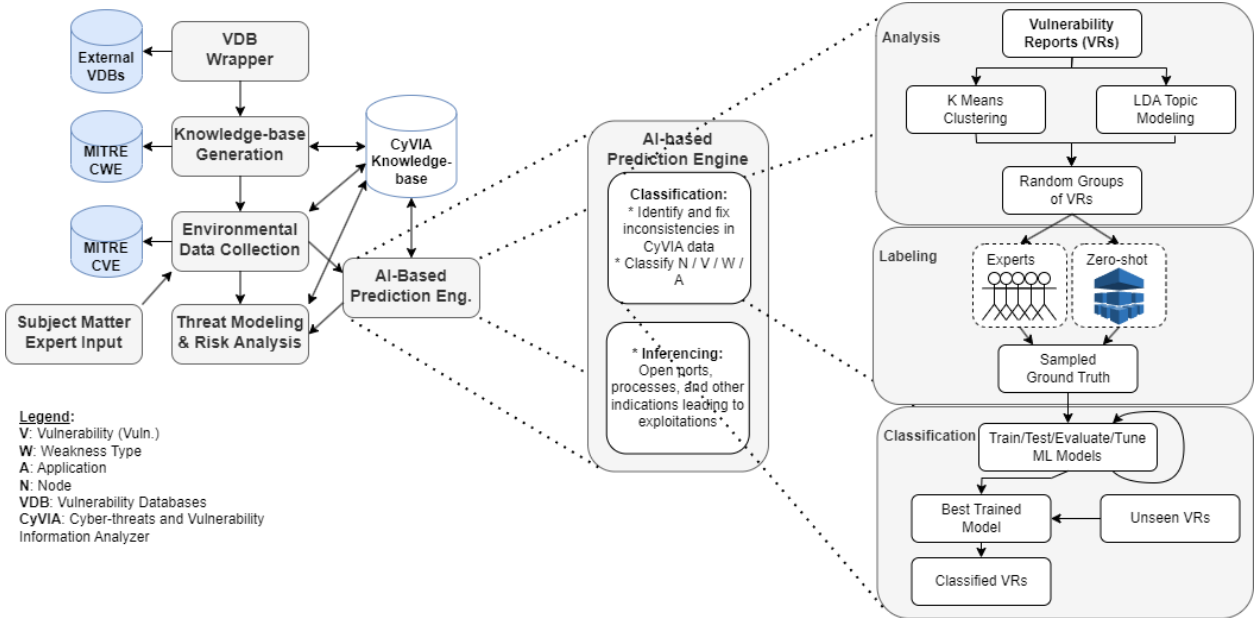 External
VDBs
VDB
Wrapper
MITRE
CWE
Knowledge-base
Generation
CyVIA
Knowledge-
base
MITRE
CVE
Environmental
Data Collection
AI-Based
Prediction Eng.
Subject Matter
Expert Input
Threat Modeling
& Risk Analysis
Legend:
V: Vulnerability (Vuln.)
W: Weakness Type
A: Application
N: Node
VDB: Vulnerability Databases
CyVIA: Cyber-threats and Vulnerability
Information Analyzer
AI-based
Prediction Engine
Classification:
* Identify and fix
inconsistencies in
CyVIA data
* Classify N / V / W /
A
* Inferencing:
Open ports,
processes, and other
indications leading to
exploitations
Analysis
Vulnerability
Reports (VRs)
K Means
Clustering
LDA Topic
Modeling
Random Groups
of VRs
Labeling
Experts
Zero-shot
Sampled
Ground Truth
Classification
Train/Test/Evaluate/Tune
ML Models
Best Trained
Model
Unseen VRs
Classified VRs